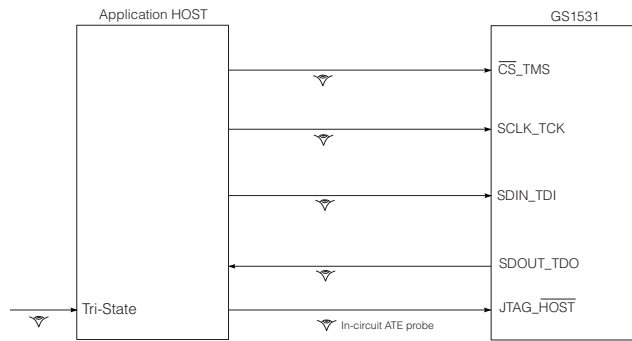 Application HOST
GS1531
CS_TMS
SCLK_TCK
SDIN_TDI
SDOUT_TDO
Tri-State
JTAG_HOST
In-circuit ATE probe